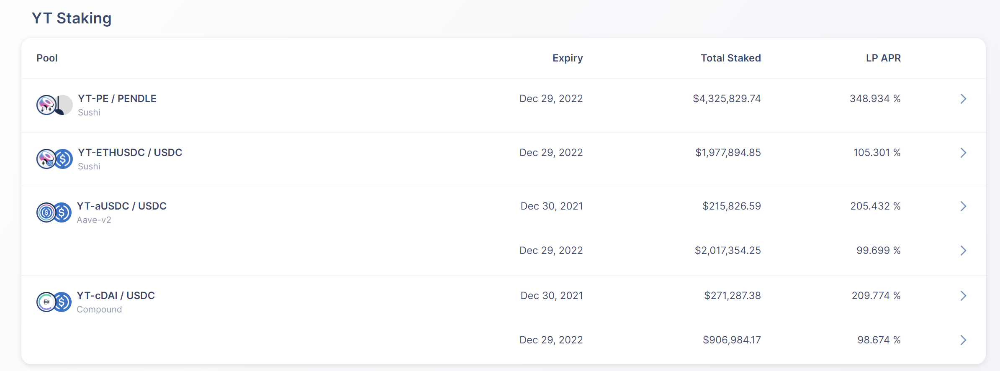 YT Staking
Pool Expiry Total Staked LP APR
YT-PE / PENDLE Dec 29, 2022 $4,325,829.74 348.934 %
Sushi
YT-ETHUSDC / USDC Dec 29, 2022 $1,977,894.85 105.301 %
Sushi
YT-aUSDC / USDC Dec 30, 2021 $215,826.59 205.432 %
Aave-v2
Dec 29, 2022 $2,017,354.25 99.699 %
YT-cDAI / USDC Dec 30, 2021 $271,287.38 209.774 %
Compound
Dec 29, 2022 $906,984.17 98.674 %